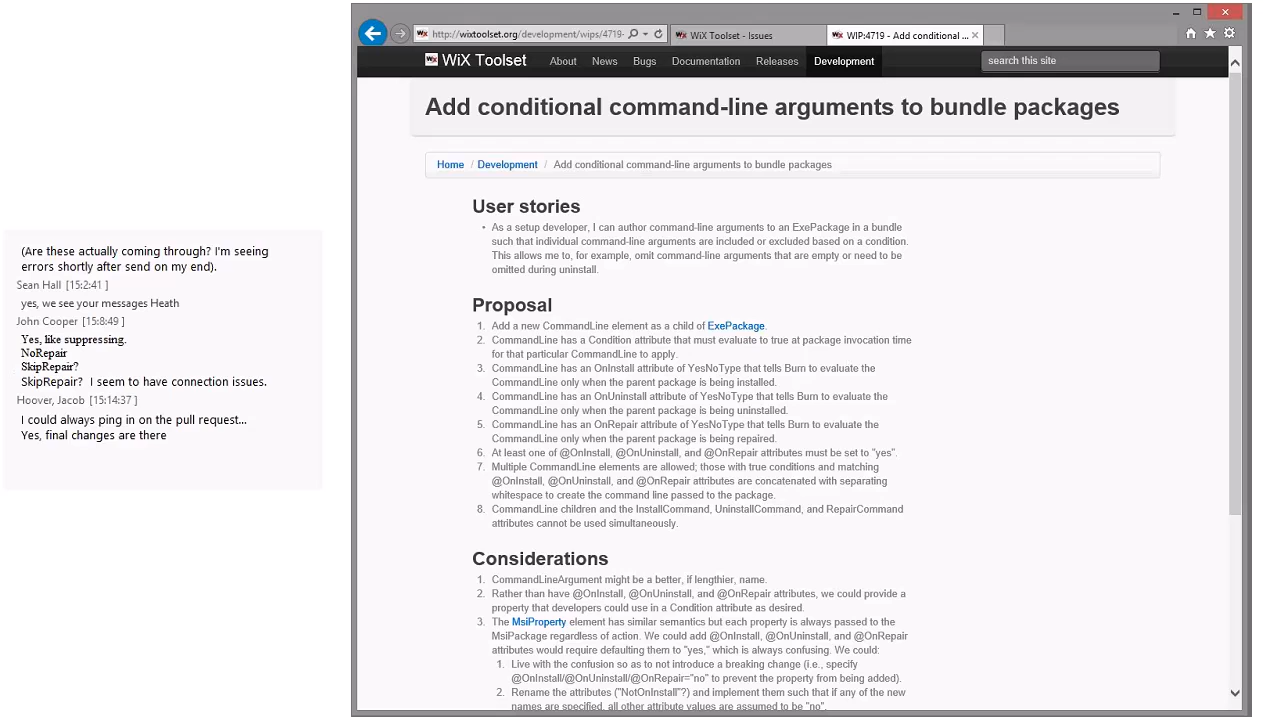 (Are these actually coming through? I'm seeing
errors shortly after send on my end).
Sean Hall [15:2:41 ]
yes, we see your messages Heath
John Cooper [15:8:49 ]
Yes, like suppressing.
NoRepair
SkipRepair?
SkipRepair?  I seem to have connection issues.
Hoover, Jacob [15:14:37 ]
I could always ping in on the pull request...
Yes, final changes are there
http://wixtoolset.org/development/wips/4719-
WiX Toolset - Issues
WIP:4719 - Add conditional ...
WiX Toolset
About
News
Bugs
Documentation
Releases
Development
search this site
Add conditional command-line arguments to bundle packages
Home / Development / Add conditional command-line arguments to bundle packages
User stories
• As a setup developer, I can author command-line arguments to an ExePackage in a bundle
such that individual command-line arguments are included or excluded based on a condition.
This allows me to, for example, omit command-line arguments that are empty or need to be
omitted during uninstall.
Proposal
1. Add a new CommandLine element as a child of ExePackage.
2. CommandLine has a Condition attribute that must evaluate to true at package invocation time
for that particular CommandLine to apply.
3. CommandLine has an OnInstall attribute of YesNoType that tells Burn to evaluate the
CommandLine only when the parent package is being installed.
4. CommandLine has an OnUninstall attribute of YesNoType that tells Burn to evaluate the
CommandLine only when the parent package is being uninstalled.
5. CommandLine has an OnRepair attribute of YesNoType that tells Burn to evaluate the
CommandLine only when the parent package is being repaired.
6. At least one of @OnInstall, @OnUninstall, and @OnRepair attributes must be set to "yes".
7. Multiple CommandLine elements are allowed; those with true conditions and matching
@OnInstall, @OnUninstall, and @OnRepair attributes are concatenated with separating
whitespace to create the command line passed to the package.
8. CommandLine children and the InstallCommand, UninstallCommand, and RepairCommand
attributes cannot be used simultaneously.
Considerations
1. CommandLineArgument might be a better, if lengthier, name.
2. Rather than have @OnInstall, @OnUninstall, and @OnRepair attributes, we could provide a
property that developers could use in a Condition attribute as desired.
3. The MsiProperty element has similar semantics but each property is always passed to the
MsiPackage regardless of action. We could add @OnInstall, @OnUninstall, and @OnRepair
attributes would require defaulting them to "yes," which is always confusing. We could:
1. Live with the confusion so as to not introduce a breaking change (i.e., specify
@OnInstall/@OnUninstall/@OnRepair="no" to prevent the property from being added).
2. Rename the attributes ("NotOnInstall"?) and implement them such that if any of the new
names are specified, all other attribute values are assumed to be "no".